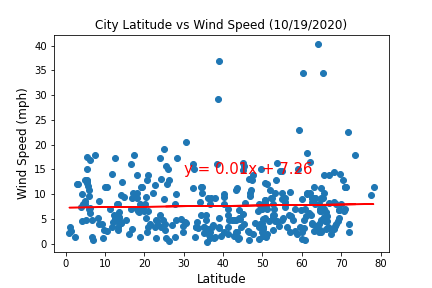 City Latitude vs Wind Speed (10/19/2020)
Wind Speed (mph)
40
35
30
25
20
15
10
5
0
y = 0.01x + 7.26
0 10 20 30 40 50 60 70 80
Latitude